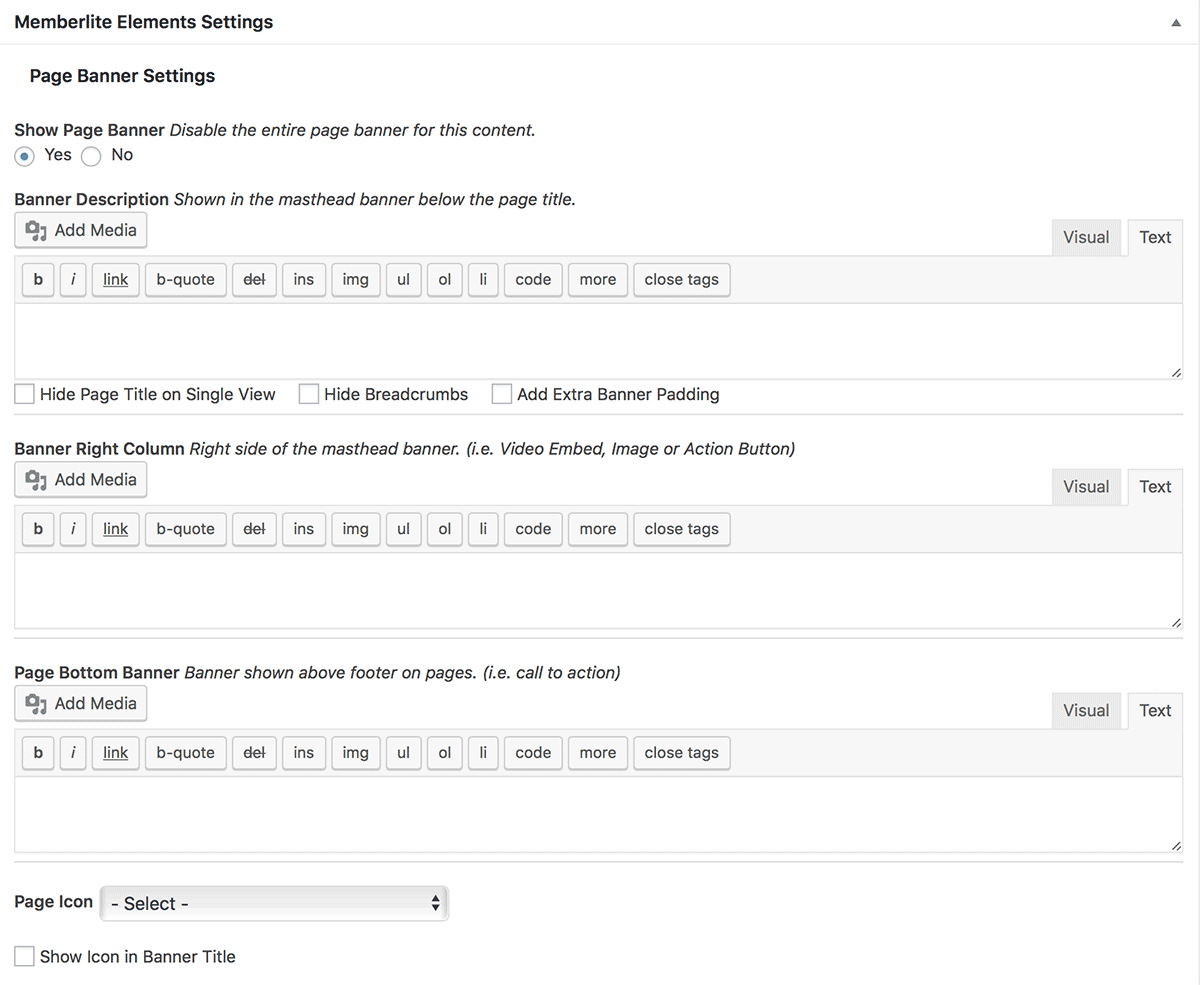 Memberlite Elements Settings
Page Banner Settings
Show Page Banner Disable the entire page banner for this content.
Yes No
Banner Description Shown in the masthead banner below the page title.
Add Media
Visual Text
b i link b-quote del ins img ul ol li code more close tags
Hide Page Title on Single View Hide Breadcrumbs Add Extra Banner Padding
Banner Right Column Right side of the masthead banner. (i.e. Video Embed, Image or Action Button)
Add Media
Visual Text
b i link b-quote del ins img ul ol li code more close tags
Page Bottom Banner Banner shown above footer on pages. (i.e. call to action)
Add Media
Visual Text
b i link b-quote del ins img ul ol li code more close tags
Page Icon - Select -
Show Icon in Banner Title